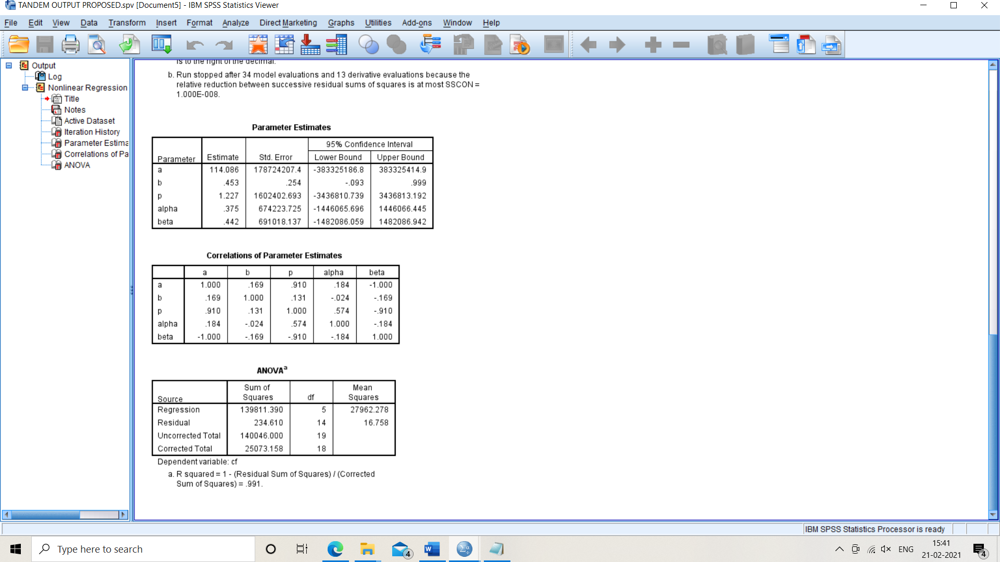 TANDEM OUTPUT PROPOSED.spv [Document5] - IBM SPSS Statistics Viewer
File Edit View Data Transform Insert Format Analyze Direct Marketing Graphs Utilities Add-ons Window Help
Output
Log
Nonlinear Regression
Title
Notes
Active Dataset
Iteration History
Parameter Estima
Correlations of Pa
ANOVA
is to the right of the decimal.
b. Run stopped after 34 model evaluations and 13 derivative evaluations because the
relative reduction between successive residual sums of squares is at most SSCON =
1.000E-008.
Parameter Estimates
95% Confidence Interval
Parameter Estimate Std. Error Lower Bound Upper Bound
a 114.086 178724207.4 -383325186.8 383325414.9
b .453 .254 -.093 .999
p 1.227 1602402.693 -3436810.739 3436813.192
alpha .375 674223.725 -1446065.696 1446066.445
beta .442 691018.137 -1482086.059 1482086.942
Correlations of Parameter Estimates
a b p alpha beta
a 1.000 .169 .910 .184 -1.000
b .169 1.000 .131 -.024 -.169
p .910 .131 1.000 .574 -.910
alpha .184 -.024 .574 1.000 -.184
beta -1.000 -.169 -.910 -.184 1.000
ANOVAa
Source Sum of Squares df Mean Squares
Regression 139811.390 5 27962.278
Residual 234.610 14 16.758
Uncorrected Total 140046.000 19
Corrected Total 25073.158 18
Dependent variable: cf
a. R squared = 1 - (Residual Sum of Squares) / (Corrected
Sum of Squares) = .991.
IBM SPSS Statistics Processor is ready
Type here to search
4
W
Σα
ENG
15:41
21-02-2021
4